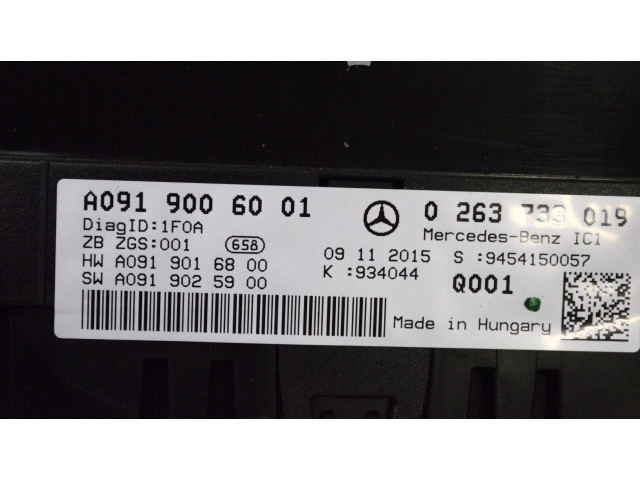 A091 900 60 01
DiagID:1F0A
ZB ZGS:001 658
HW A091 901 68 00
SW A091 902 59 00
0 263 733 019
Mercedes-Benz IC1
09 11 2015 S :9454150057
K :934044
Q001
Made in Hungary